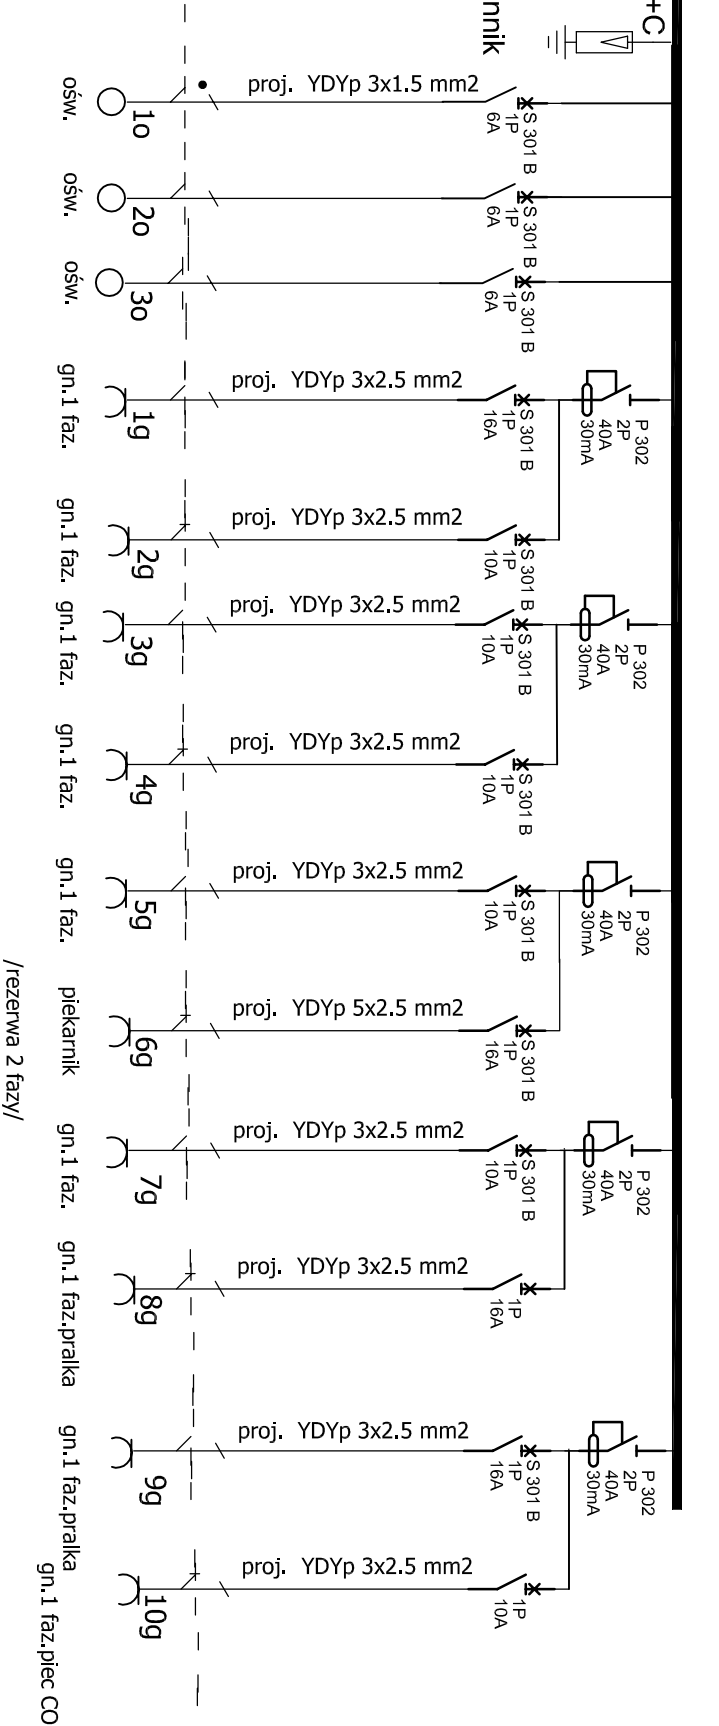 +C
nnik
proj. YDYp 3x1.5 mm2
S 301 B
1P
6A
1o
ośw.
S 301 B
1P
6A
2o
ośw.
S 301 B
1P
6A
3o
ośw.
P 302
2P
40A
30mA
proj. YDYp 3x2.5 mm2
S 301 B
1P
16A
1g
gn.1 faz.
proj. YDYp 3x2.5 mm2
S 301 B
1P
10A
2g
gn.1 faz.
P 302
2P
40A
30mA
proj. YDYp 3x2.5 mm2
S 301 B
1P
10A
3g
gn.1 faz.
proj. YDYp 3x2.5 mm2
S 301 B
1P
10A
4g
gn.1 faz.
P 302
2P
40A
30mA
proj. YDYp 3x2.5 mm2
S 301 B
1P
10A
5g
gn.1 faz.
proj. YDYp 5x2.5 mm2
S 301 B
1P
16A
6g
piekarnik
/rezerwa 2 fazy/
P 302
2P
40A
30mA
proj. YDYp 3x2.5 mm2
S 301 B
1P
10A
7g
gn.1 faz.
proj. YDYp 3x2.5 mm2
1P
16A
8g
gn.1 faz.pralka
P 302
2P
40A
30mA
proj. YDYp 3x2.5 mm2
S 301 B
1P
16A
9g
gn.1 faz.pralka
proj. YDYp 3x2.5 mm2
1P
10A
10g
gn.1 faz.piec CO